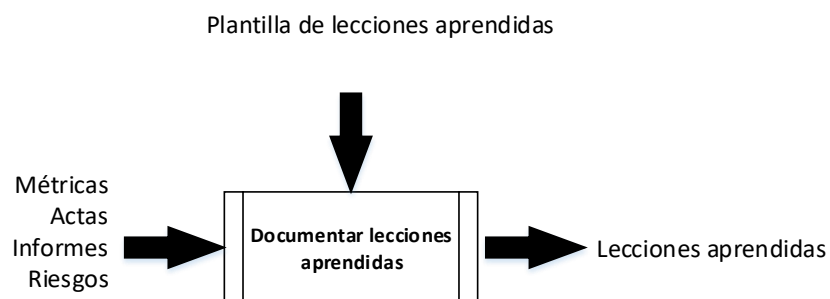 Plantilla de lecciones aprendidas
Métricas
Actas
Informes
Riesgos
Documentar lecciones
aprendidas
Lecciones aprendidas